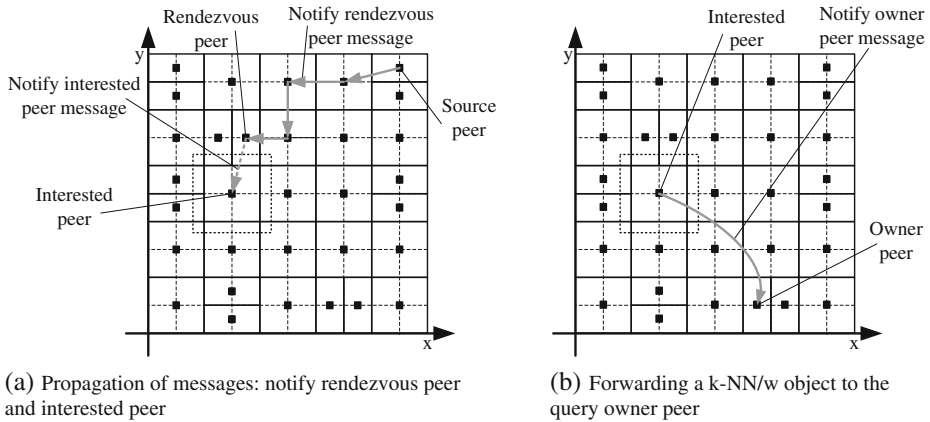 Rendezvous
peer
Notify rendezvous
peer message
y
Notify interested
peer message
Source
peer
Interested
peer
x
(a) Propagation of messages: notify rendezvous peer
and interested peer
Interested
peer
Notify owner
peer message
y
Owner
peer
x
(b) Forwarding a k-NN/w object to the
query owner peer